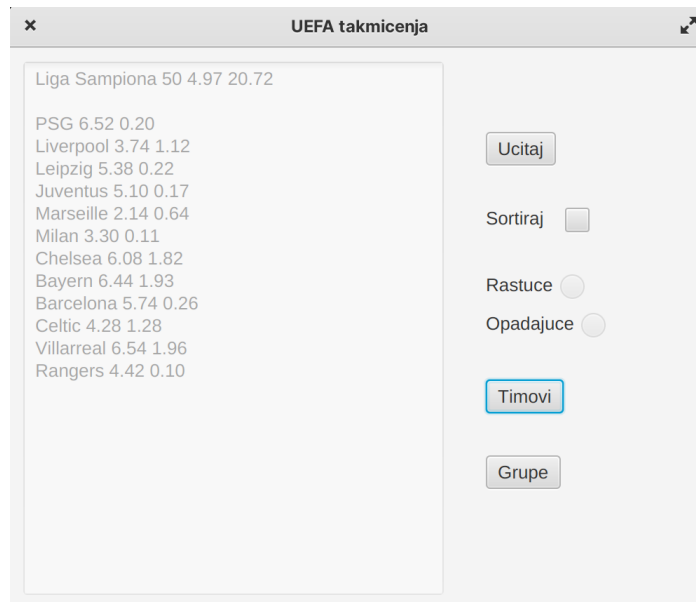 UEFA takmicenja
Liga Sampiona 50 4.97 20.72
PSG 6.52 0.20
Liverpool 3.74 1.12
Leipzig 5.38 0.22
Juventus 5.10 0.17
Marseille 2.14 0.64
Milan 3.30 0.11
Chelsea 6.08 1.82
Bayern 6.44 1.93
Barcelona 5.74 0.26
Celtic 4.28 1.28
Villarreal 6.54 1.96
Rangers 4.42 0.10
Ucitaj
Sortiraj
Rastuce
Opadajuce
Timovi
Grupe